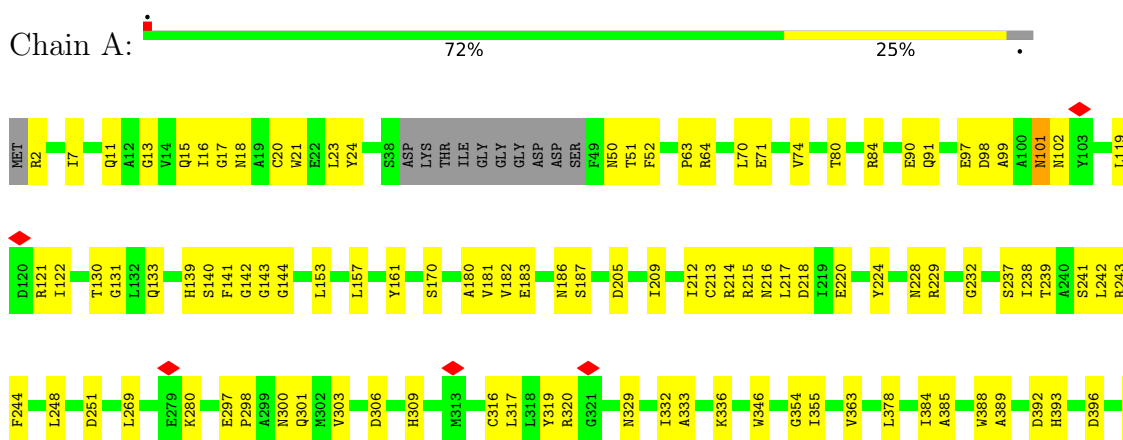 Chain A:
72% 25%
MET R2 I7 Q11 A12 G13 V14 Q15 I16 G17 N18 A19 C20 W21 E22 L23 Y24 S38 ASP LYS THR ILE GLY GLY GLY ASP ASP SER F49 N50 T51 F52 P63 R64 L70 E71 V74 T80 R84 E90 Q91 E97 D98 A99 A100 N101 N102 Y103 L119
D120 R121 I122 T130 G131 L132 Q133 H139 S140 F141 G142 G143 G144 L153 L157 Y161 S170 A180 V181 V182 E183 N186 S187 D205 I209 I212 C213 R214 R215 N216 L217 D218 I219 E220 Y224 N228 R229 G232 S237 I238 T239 A240 S241 L242 R243
F244 L248 D251 L269 E279 K280 E297 P298 A299 N300 Q301 M302 V303 D306 H309 M313 C316 L317 L318 Y319 R320 G321 N329 I332 A333 K336 W346 G354 I355 V363 L378 I384 A385 W388 A389 D392 H393 D396